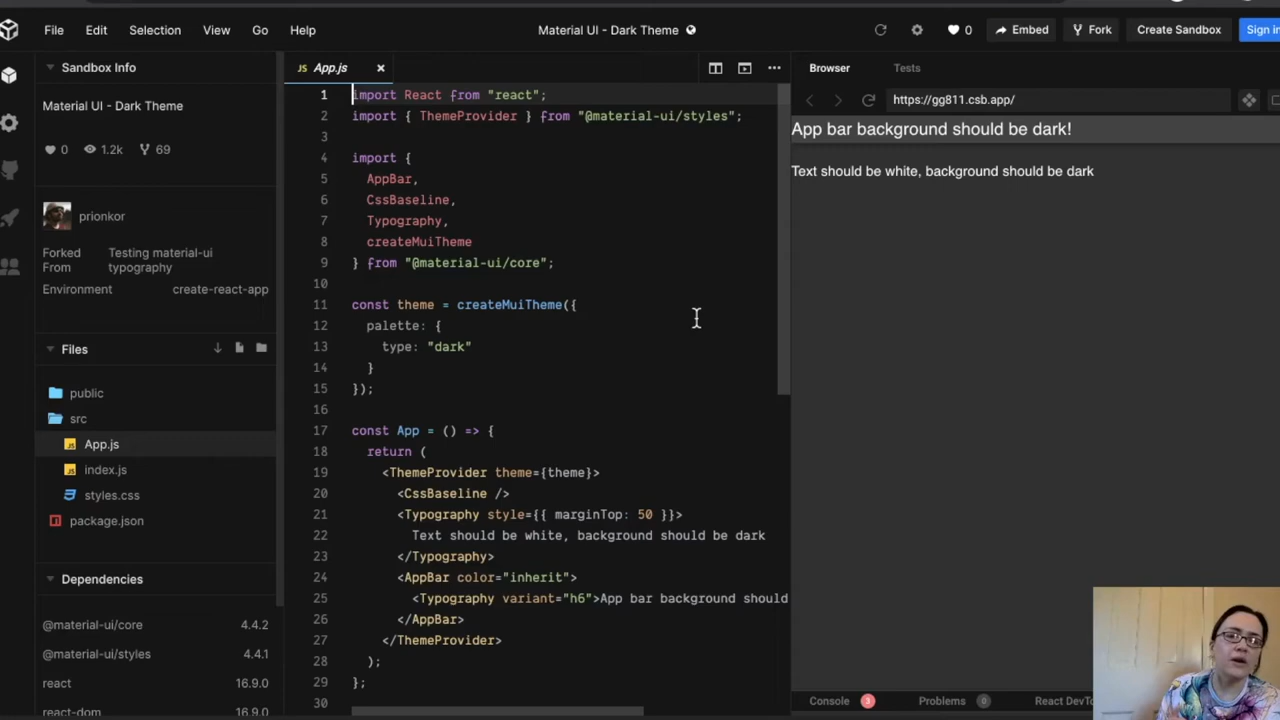 File Edit Selection View Go Help
Material UI - Dark Theme
0 Embed Fork Create Sandbox Sign in
Sandbox Info
Material UI - Dark Theme
0 1.2k 69
prionkor
Forked From Testing material-ui typography
Environment create-react-app
Files
public
src
App.js
index.js
styles.css
package.json
Dependencies
@material-ui/core 4.4.2
@material-ui/styles 4.4.1
react 16.9.0
react-dom 16.9.0
JS App.js
1 import React from "react";
2 import { ThemeProvider } from "@material-ui/styles";
3
4 import {
5 AppBar,
6 CssBaseline,
7 Typography,
8 createMuiTheme
9 } from "@material-ui/core";
10
11 const theme = createMuiTheme({
12 palette: {
13 type: "dark"
14 }
15 });
16
17 const App = () => {
18 return (
19 <ThemeProvider theme={theme}>
20 <CssBaseline />
21 <Typography style={{ marginTop: 50 }}>
22 Text should be white, background should be dark
23 </Typography>
24 <AppBar color="inherit">
25 <Typography variant="h6">App bar background should
26 </AppBar>
27 </ThemeProvider>
28 );
29 };
30
Browser Tests
https://gg811.csb.app/
App bar background should be dark!
Text should be white, background should be dark
Console 3 Problems 0 React DevTo